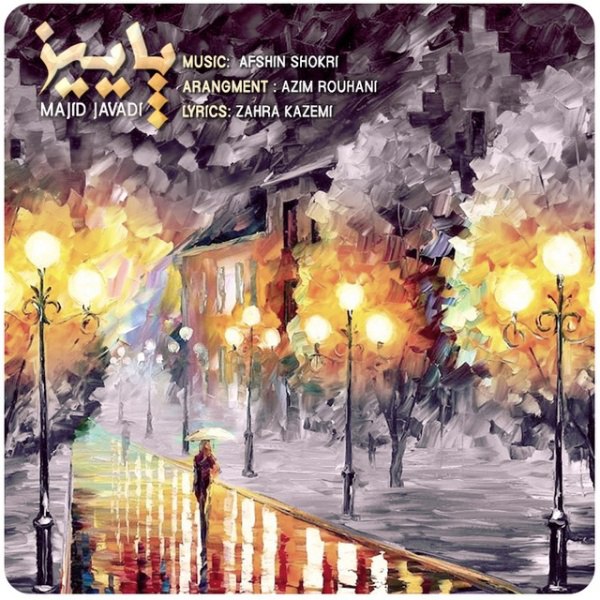 پاییز
MAJID JAVADI
MUSIC: AFSHIN SHOKRI
ARANGMENT : AZIM ROUHANI
LYRICS: ZAHRA KAZEMI